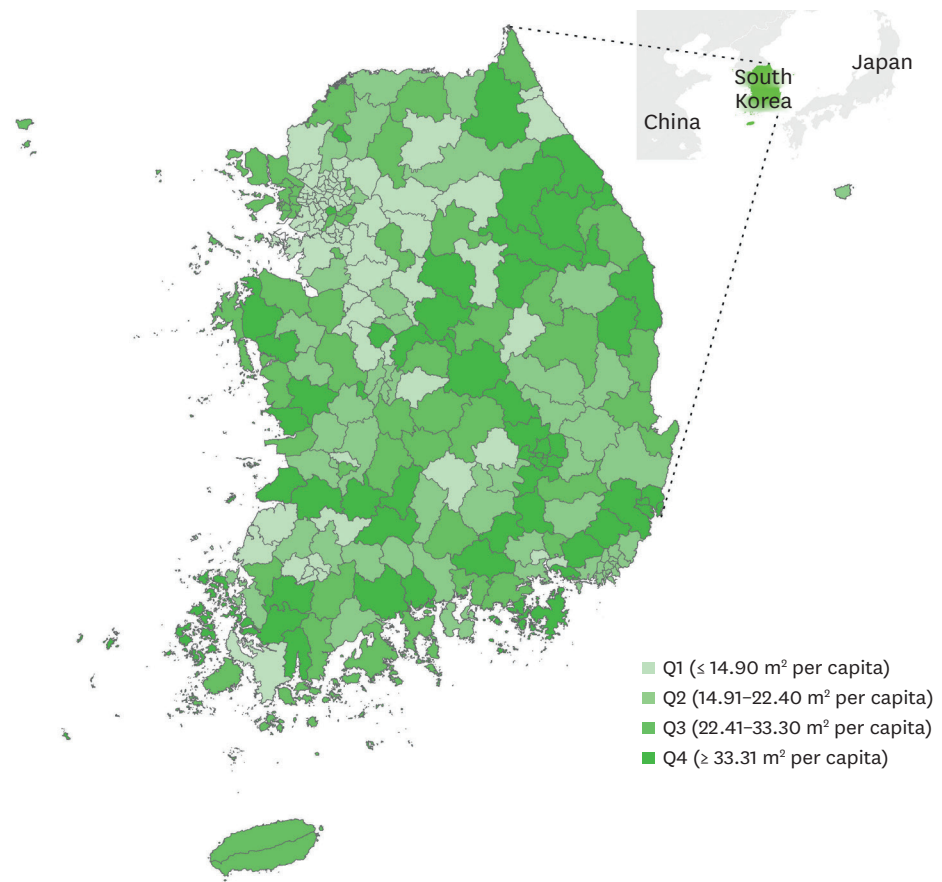 Japan
South
Korea
China
Q1 (≤ 14.90 m² per capita)
Q2 (14.91–22.40 m² per capita)
Q3 (22.41–33.30 m² per capita)
Q4 (≥ 33.31 m² per capita)